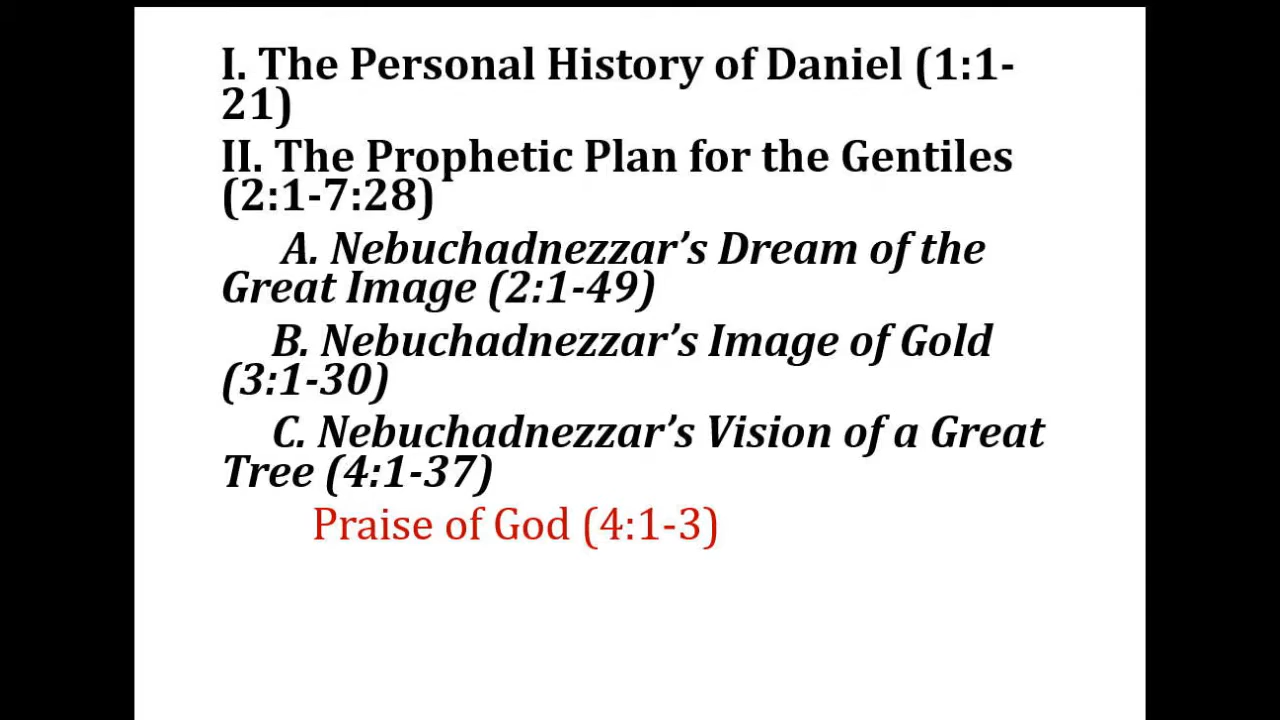 I. The Personal History of Daniel (1:1-
21)
II. The Prophetic Plan for the Gentiles
(2:1-7:28)
A. Nebuchadnezzar’s Dream of the
Great Image (2:1-49)
B. Nebuchadnezzar’s Image of Gold
(3:1-30)
C. Nebuchadnezzar’s Vision of a Great
Tree (4:1-37)
Praise of God (4:1-3)